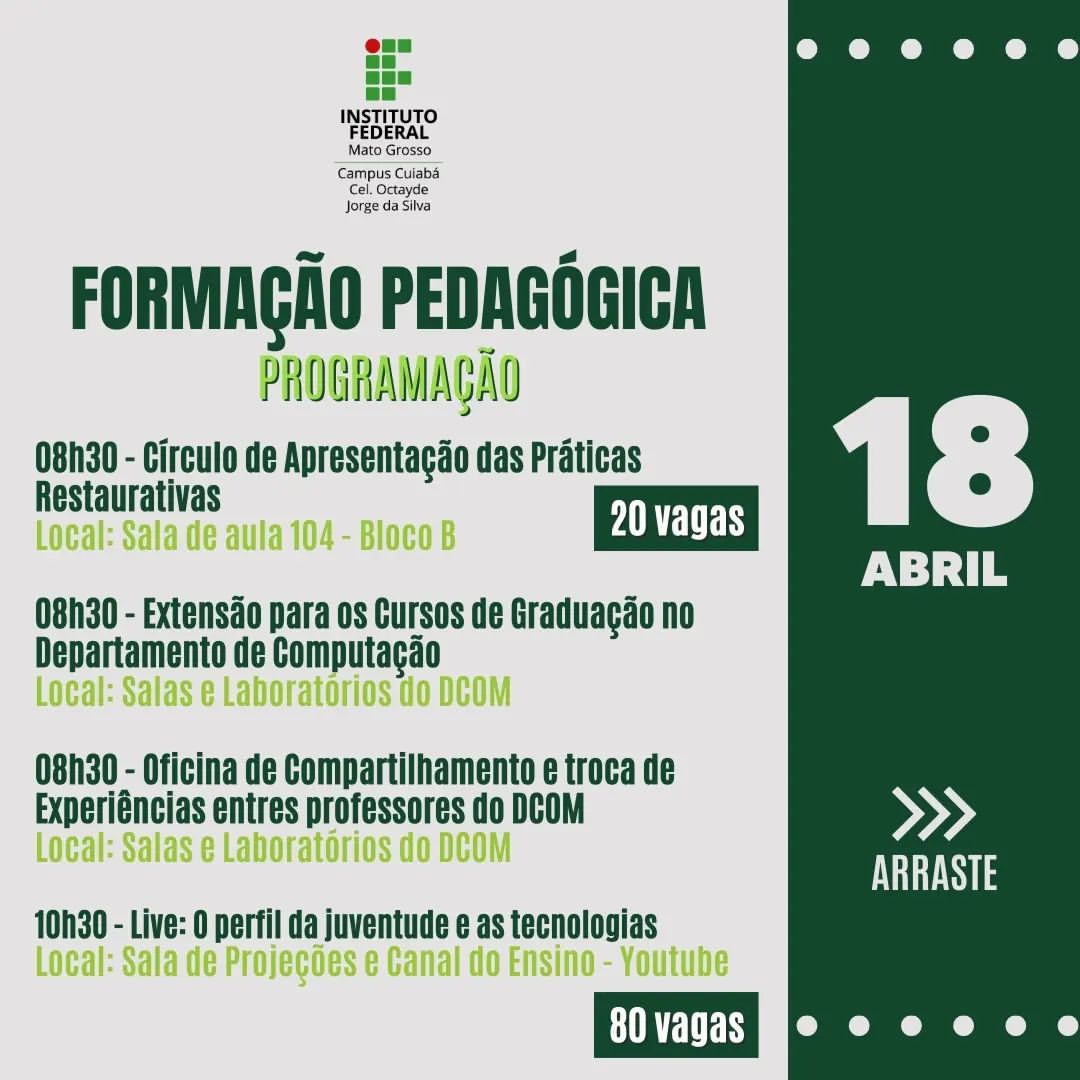 INSTITUTO
FEDERAL
Mato Grosso
Campus Cuiabá
Cel. Octayde
Jorge da Silva
FORMAÇÃO PEDAGÓGICA
PROGRAMAÇÃO
08h30 - Círculo de Apresentação das Práticas
Restaurativas
Local: Sala de aula 104 - Bloco B
20 vagas
08h30 - Extensão para os Cursos de Graduação no
Departamento de Computação
Local: Salas e Laboratórios do DCOM
08h30 - Oficina de Compartilhamento e troca de
Experiências entres professores do DCOM
Local: Salas e Laboratórios do DCOM
10h30 - Live: O perfil da juventude e as tecnologias
Local: Sala de Projeções e Canal do Ensino - Youtube
80 vagas
18
ABRIL
ARRASTE